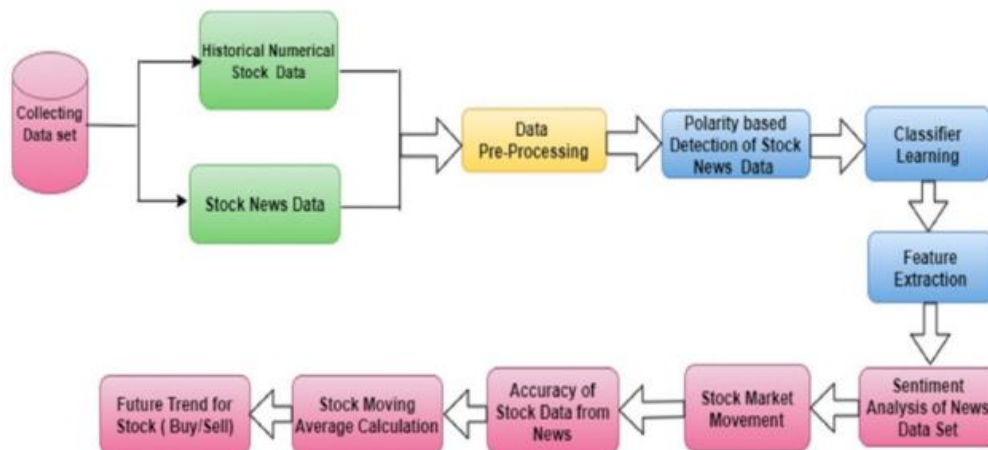 Collecting
Data set
Historical Numerical
Stock Data
Stock News Data
Data
Pre-Processing
Polarity based
Detection of Stock
News Data
Classifier
Learning
Feature
Extraction
Sentiment
Analysis of News
Data Set
Stock Market
Movement
Accuracy of
Stock Data from
News
Stock Moving
Average Calculation
Future Trend for
Stock ( Buy/Sell)